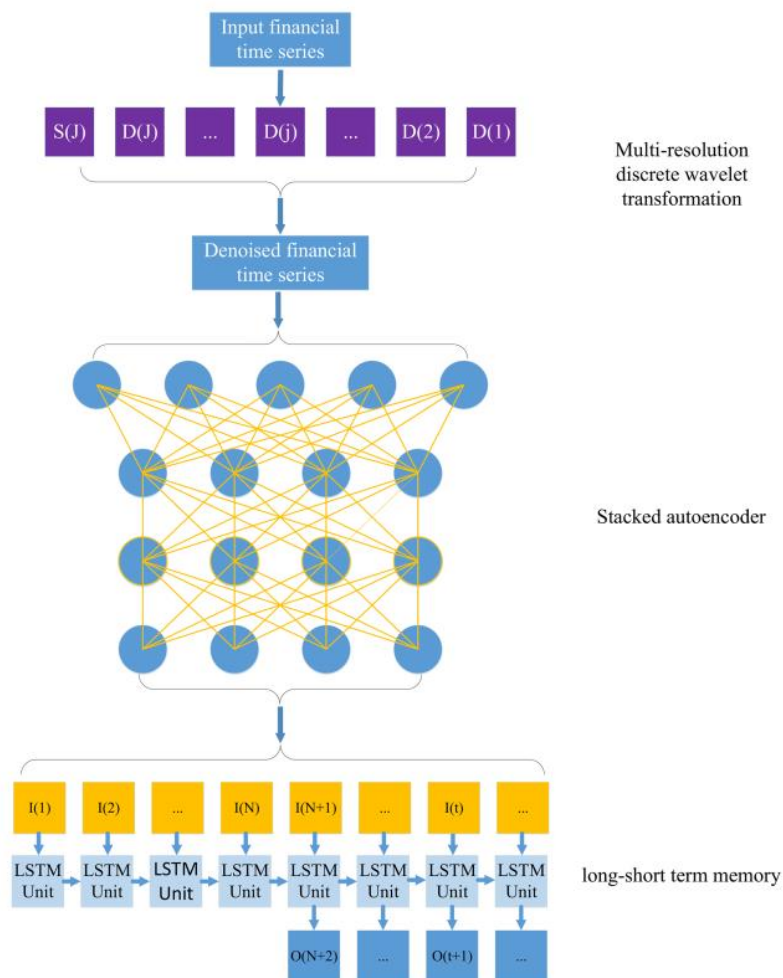 Input financial
time series
S(J) D(J) ... D(j) ... D(2) D(1)
Multi-resolution
discrete wavelet
transformation
Denoised financial
time series
Stacked autoencoder
I(1) I(2) ... I(N) I(N+1) ... I(t) ...
LSTM LSTM LSTM LSTM LSTM LSTM LSTM LSTM
Unit Unit Unit Unit Unit Unit Unit Unit
long-short term memory
O(N+2) ... O(t+1) ...